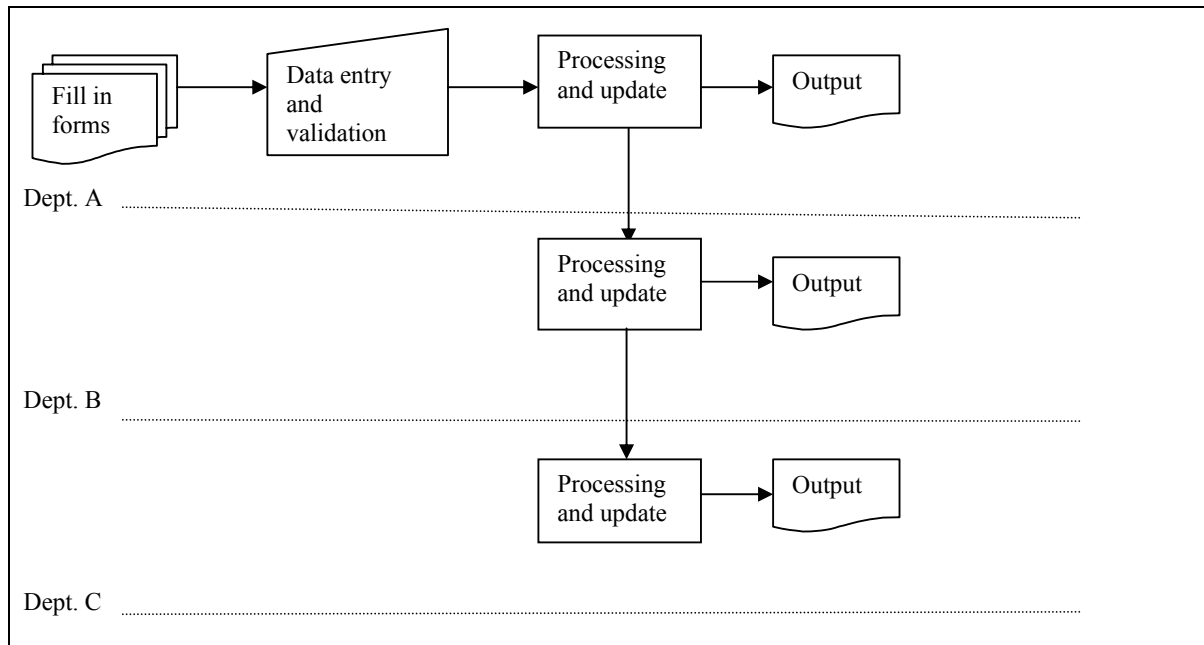 Fill in
forms
Data entry
and
validation
Processing
and update
Output
Dept. A
Processing
and update
Output
Dept. B
Processing
and update
Output
Dept. C